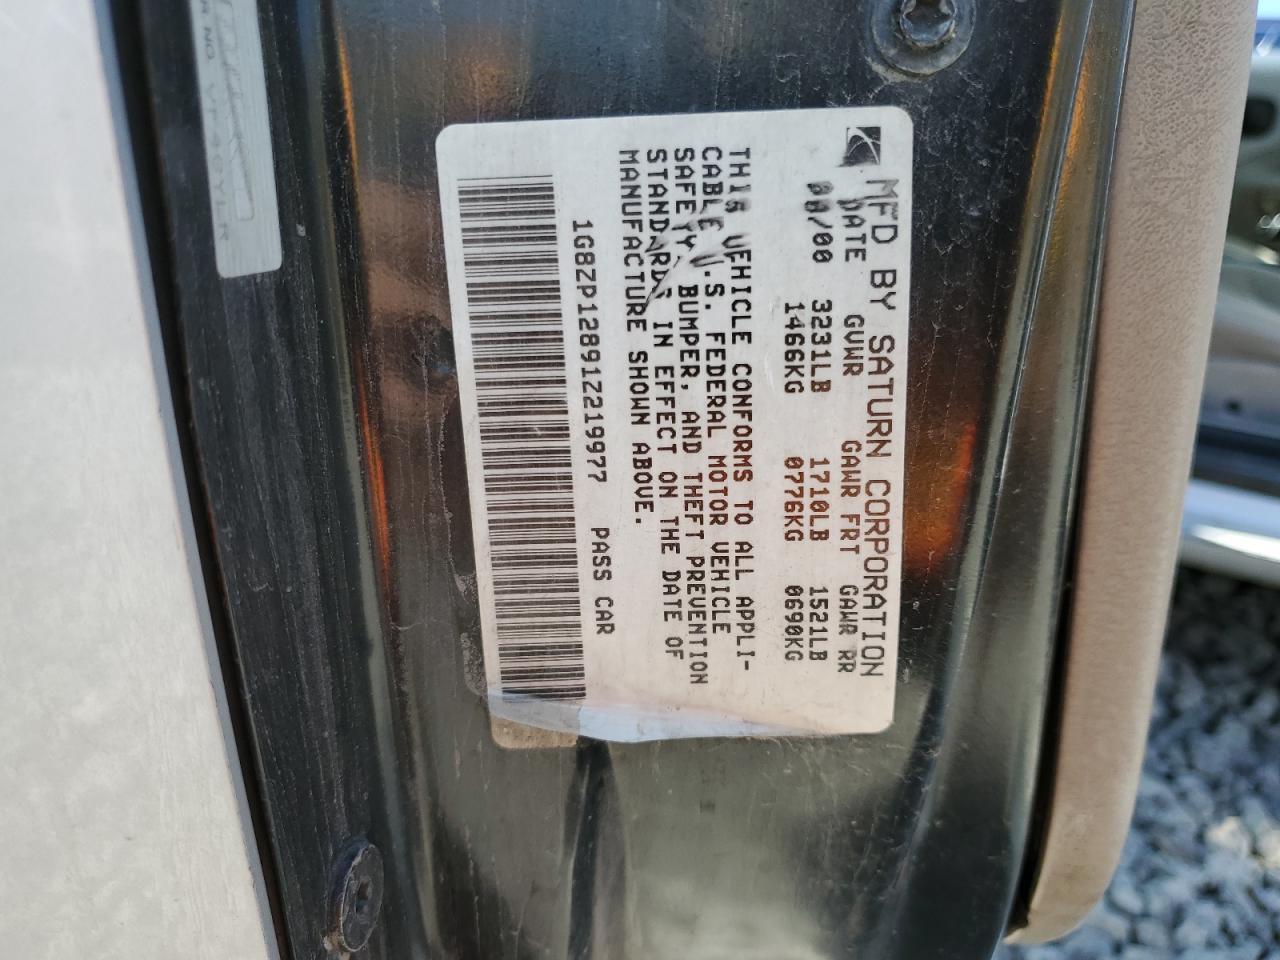 MFD BY SATURN CORPORATION
DATE GVWR GAWR FRT GAWR RR
/00 3231LB 1710LB 1521LB
1466KG 0776KG 0690KG
THIS VEHICLE CONFORMS TO ALL APPLI-
CABLE U.S. FEDERAL MOTOR VEHICLE
SAFETY, BUMPER, AND THEFT PREVENTION
STANDARDS IN EFFECT ON THE DATE OF
MANUFACTURE SHOWN ABOVE.
1G8ZP12891Z219977 PASS CAR